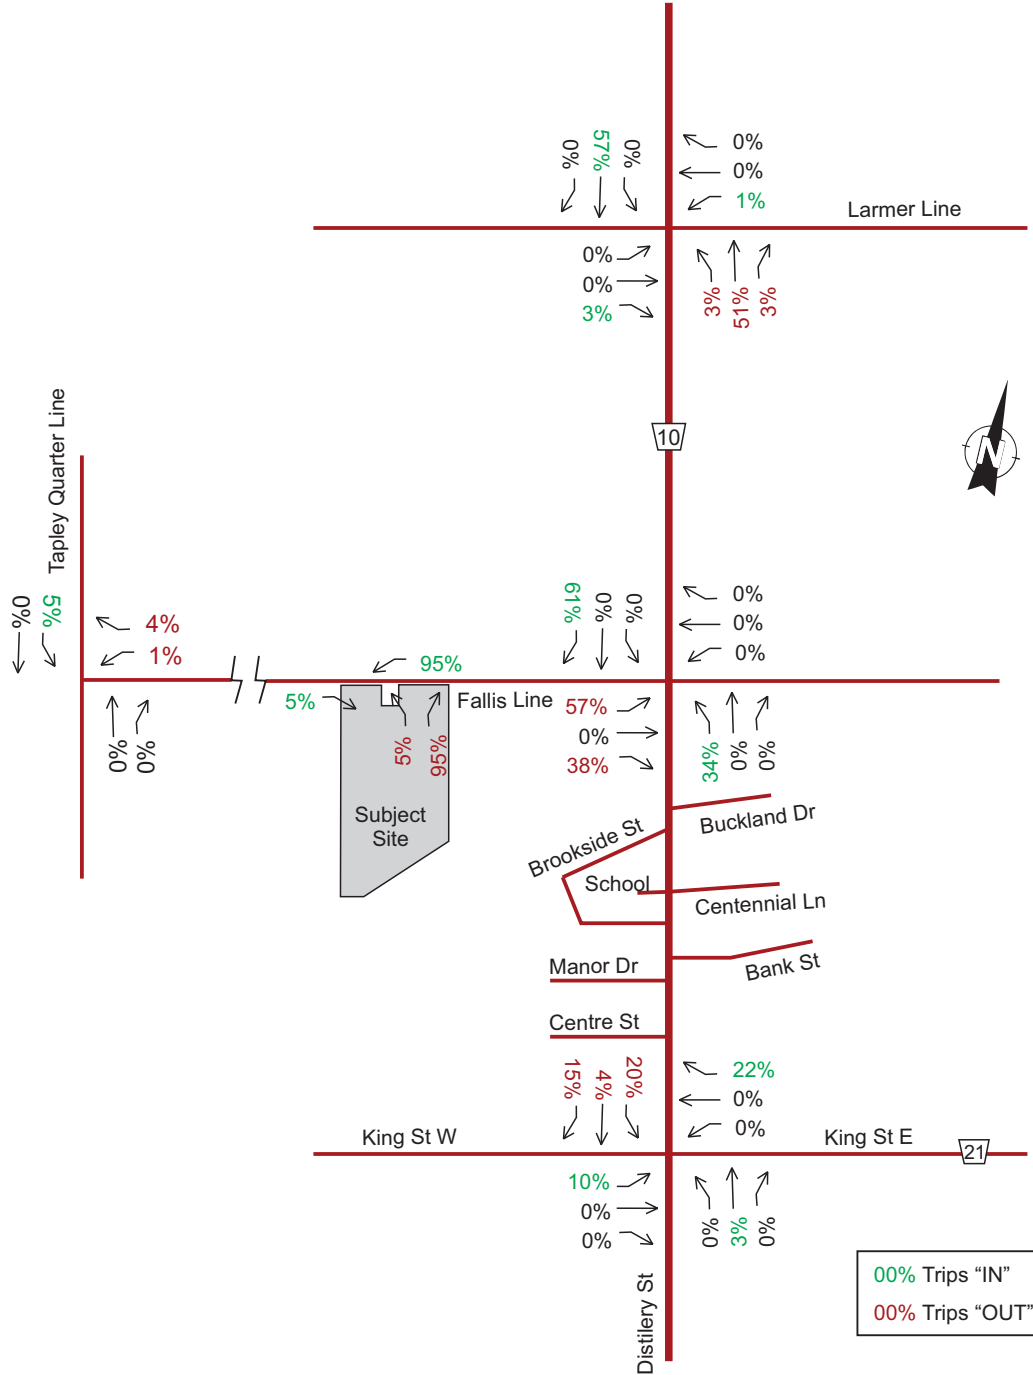 0%
57%
0%
0%
0%
1%
Larmer Line
0%
0%
3%
3%
51%
3%
10
N
Tapley Quarter Line
0%
5%
4%
1%
0%
0%
95%
5%
Fallis Line
5%
95%
Subject
Site
61%
0%
0%
0%
0%
0%
57%
0%
38%
34%
0%
0%
Buckland Dr
Brookside St
School
Centennial Ln
Bank St
Manor Dr
Centre St
15%
4%
20%
22%
0%
0%
King St W
King St E
21
10%
0%
0%
0%
3%
0%
Distilery St
00% Trips “IN”
00% Trips “OUT”